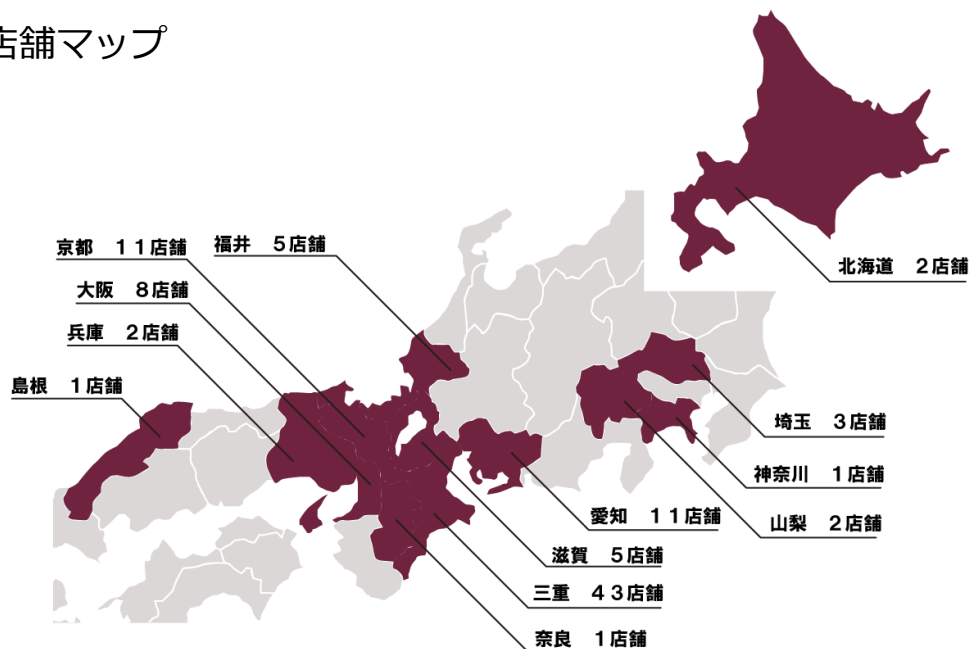 店舗マップ
京都 １１店舗
福井 ５店舗
大阪 ８店舗
兵庫 ２店舗
島根 １店舗
北海道 ２店舗
埼玉 ３店舗
神奈川 １店舗
山梨 ２店舗
愛知 １１店舗
滋賀 ５店舗
三重 ４３店舗
奈良 １店舗